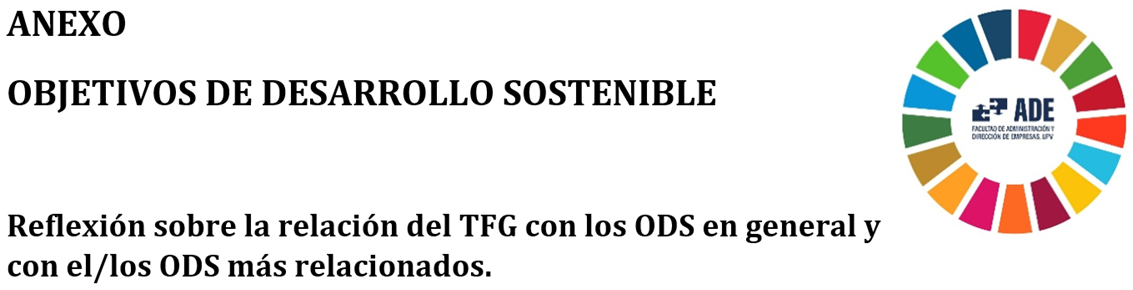 ANEXO
OBJETIVOS DE DESARROLLO SOSTENIBLE
ADE
FACULTAD DE ADMINISTRACIÓN Y
DIRECCIÓN DE EMPRESAS. UPV
Reflexión sobre la relación del TFG con los ODS en general y
con el/los ODS más relacionados.